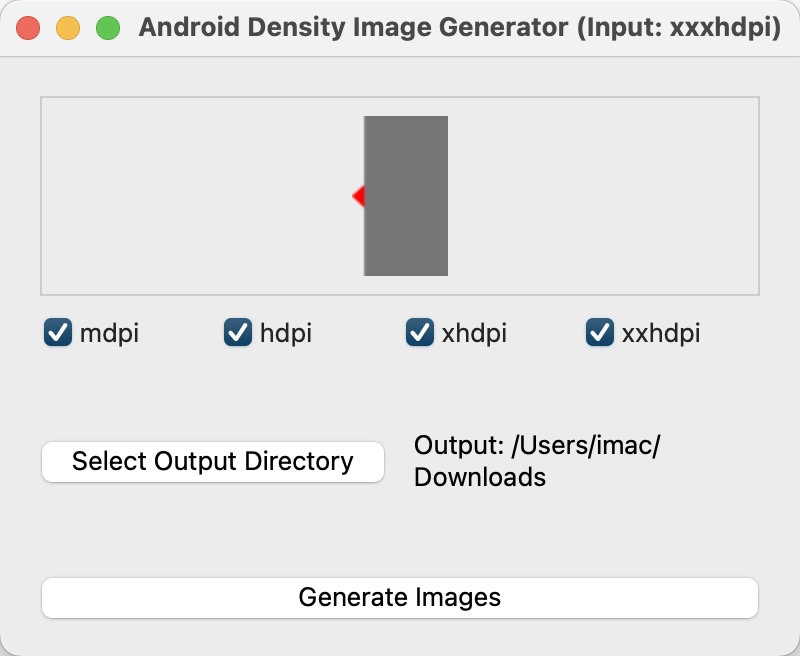 Android Density Image Generator (Input: xxxhdpi)
mdpi
hdpi
xhdpi
xxhdpi
Select Output Directory
Output: /Users/imac/
Downloads
Generate Images